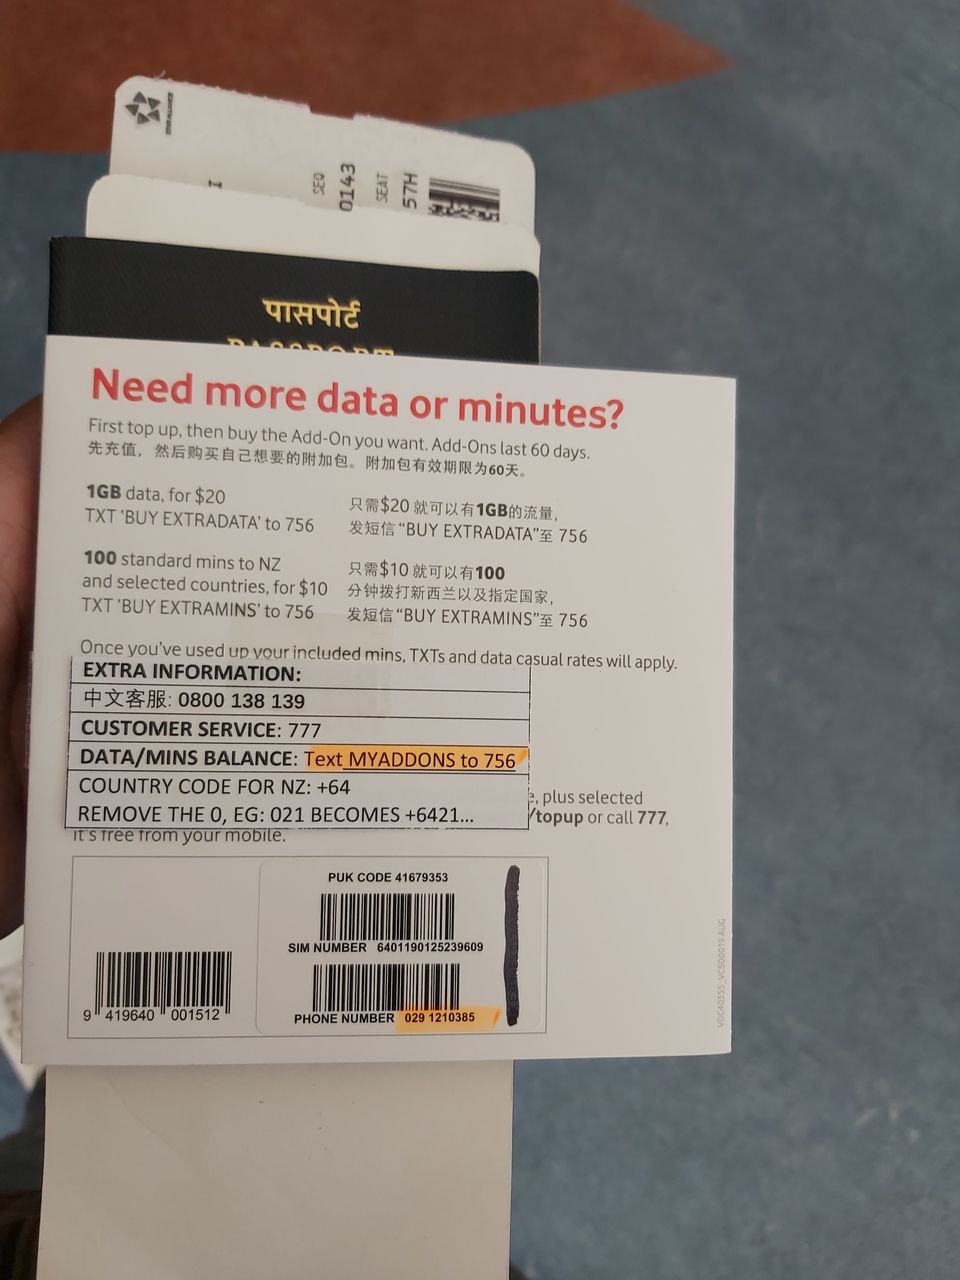 SEQ
0143
SEAT
57H
पासपोर्ट
PASSPORT
Need more data or minutes?
First top up, then buy the Add-On you want. Add-Ons last 60 days.
先充值，然后购买自己想要的附加包。附加包有效期限为60天。
1GB data, for $20
TXT 'BUY EXTRADATA' to 756
只需$20 就可以有1GB的流量，
发短信“BUY EXTRADATA”至 756
100 standard mins to NZ
and selected countries, for $10
TXT 'BUY EXTRAMINS' to 756
只需$10 就可以有100
分钟拨打新西兰以及指定国家，
发短信“BUY EXTRAMINS”至 756
Once you've used up your included mins, TXTs and data casual rates will apply.
EXTRA INFORMATION:
中文客服: 0800 138 139
CUSTOMER SERVICE: 777
DATA/MINS BALANCE: Text MYADDONS to 756
COUNTRY CODE FOR NZ: +64
REMOVE THE 0, EG: 021 BECOMES +6421...
, plus selected
/topup or call 777,
it's free from your mobile.
PUK CODE 41679353
SIM NUMBER 6401190125239609
PHONE NUMBER 029 1210385
9 419640 001512
VDC40355_VCS00019 AUG